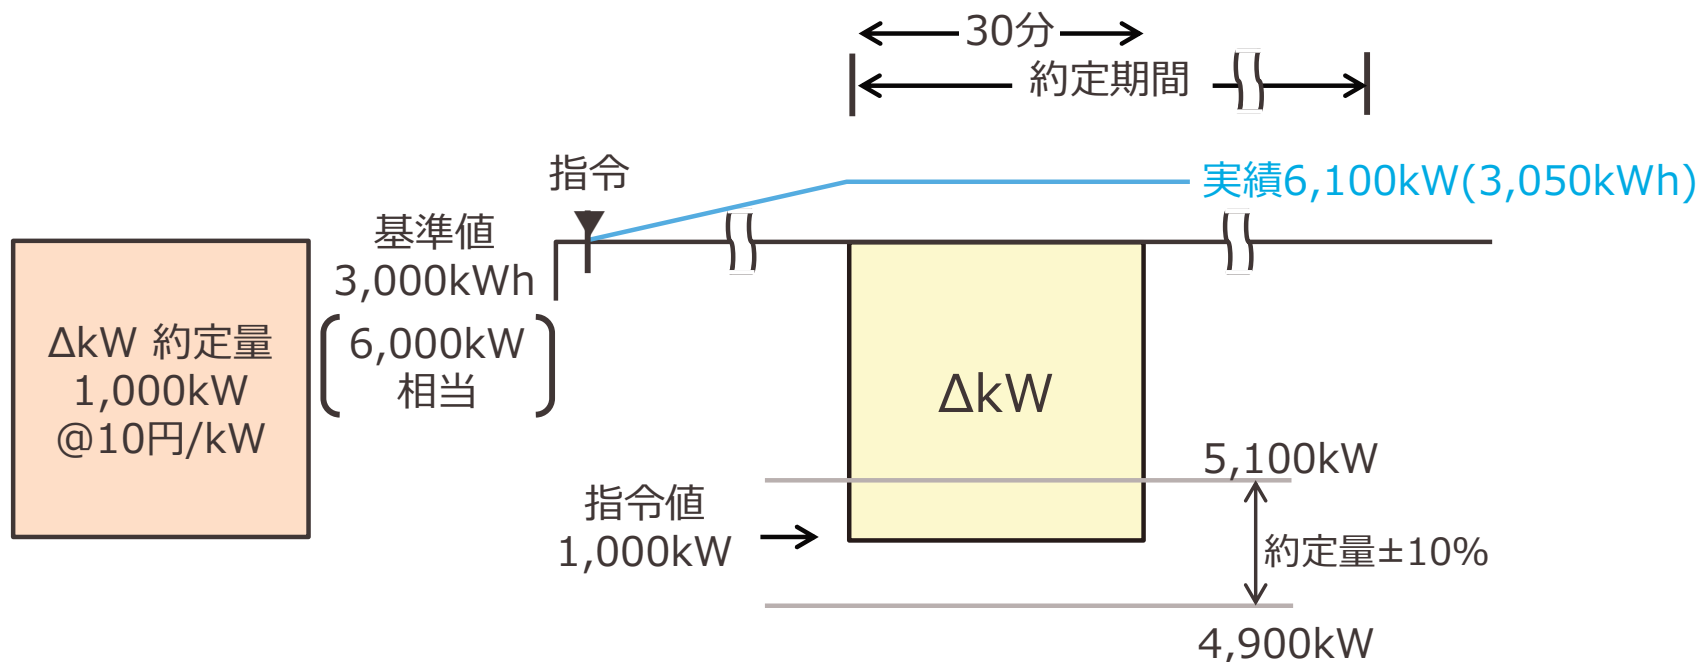 30分
約定期間
指令
実績6,100kW(3,050kWh)
基準値
3,000kWh
6,000kW
相当
ΔkW 約定量
1,000kW
@10円/kW
ΔkW
5,100kW
指令値
1,000kW
約定量±10%
4,900kW